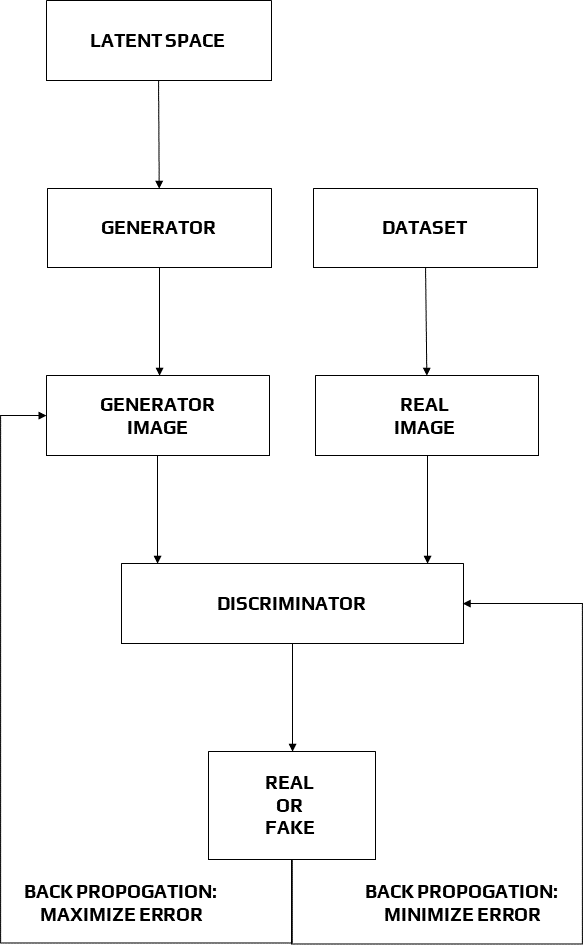 LATENT SPACE
GENERATOR
DATASET
GENERATOR
IMAGE
REAL
IMAGE
DISCRIMINATOR
REAL
OR
FAKE
BACK PROPOGATION:
MAXIMIZE ERROR
BACK PROPOGATION:
MINIMIZE ERROR